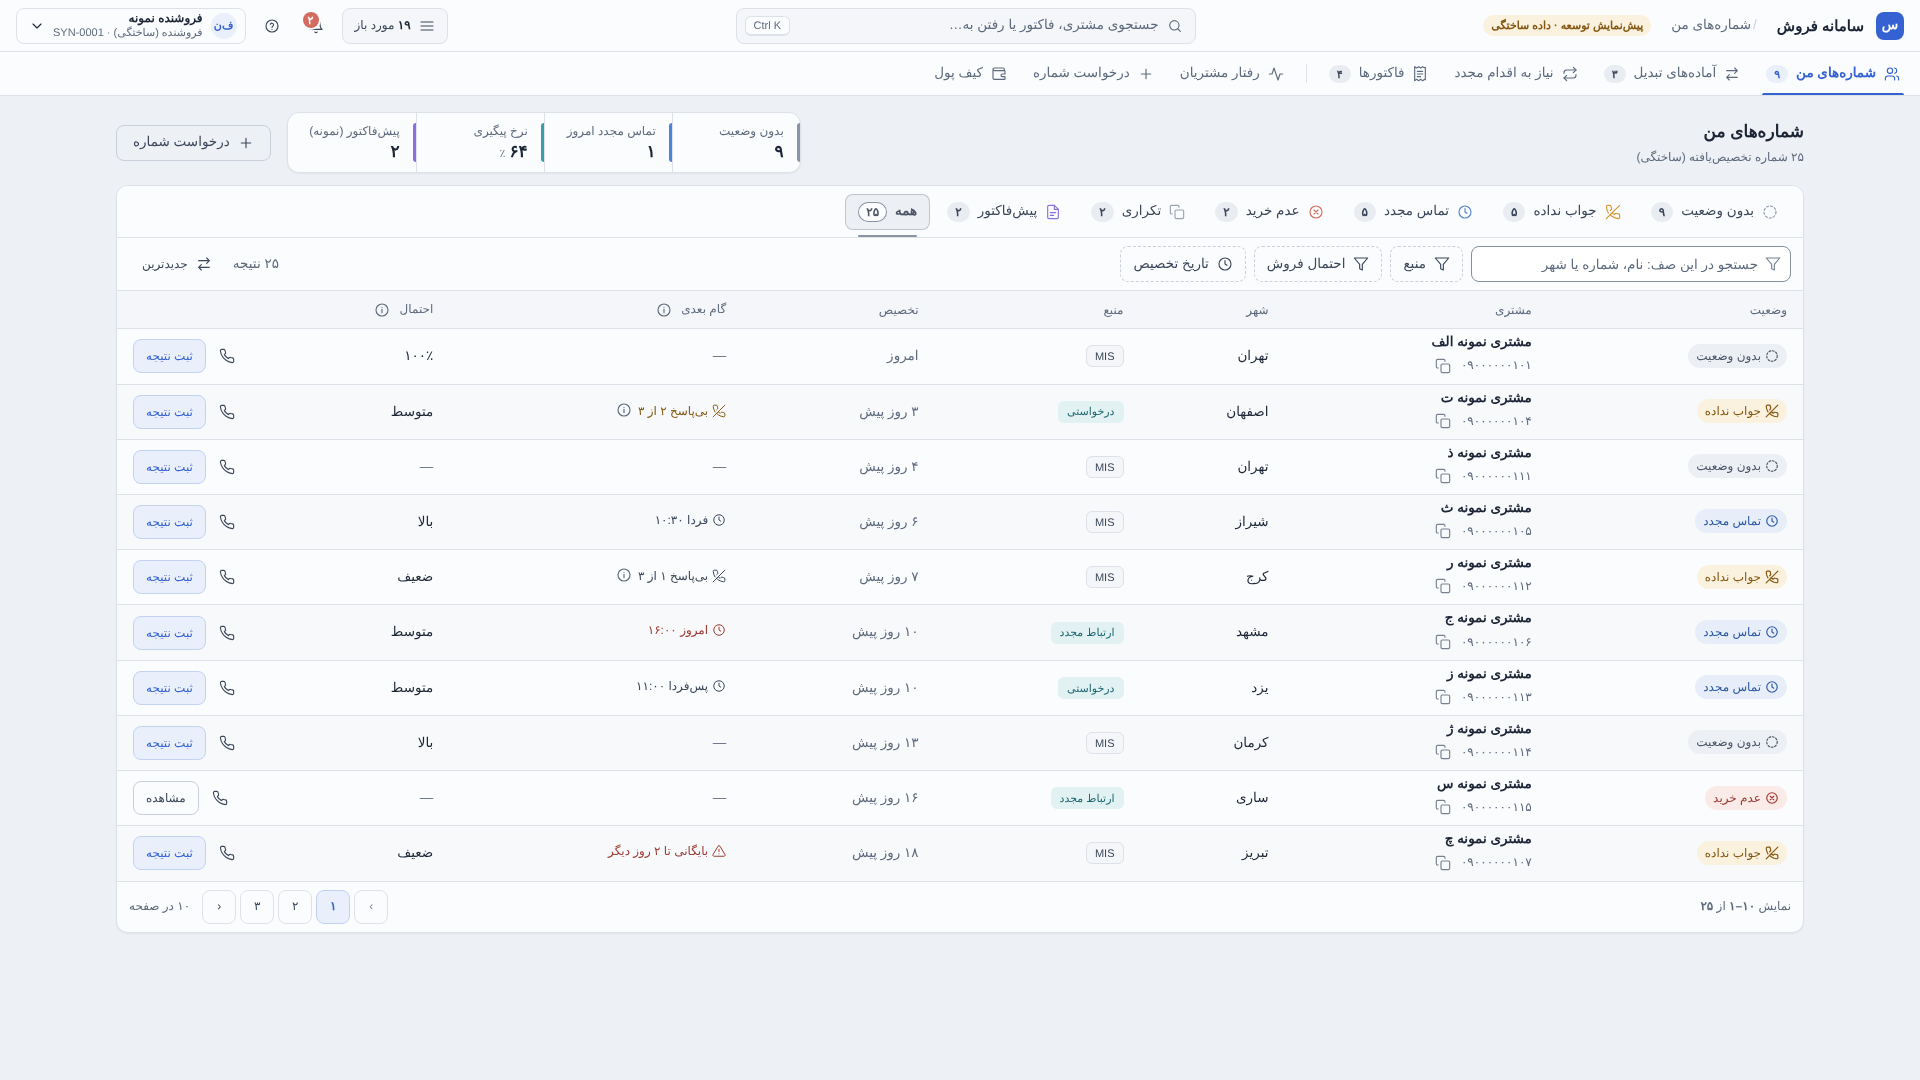 س سامانه فروش / شماره‌های من پیش‌نمایش توسعه · داده ساختگی
جستجوی مشتری، فاکتور یا رفتن به... Ctrl K
۱۹ مورد باز ۲ ف‌ن فروشنده نمونه
فروشنده (ساختگی) · SYN-0001
شماره‌های من ۹ آماده‌های تبدیل ۳ نیاز به اقدام مجدد فاکتورها ۴ رفتار مشتریان درخواست شماره کیف پول
شماره‌های من
۲۵ شماره تخصیص‌یافته (ساختگی)
بدون وضعیت ۹
تماس مجدد امروز ۱
نرخ پیگیری ۶۴ ٪
پیش‌فاکتور (نمونه) ۲
درخواست شماره
بدون وضعیت ۹ جواب نداده ۵ تماس مجدد ۵ عدم خرید ۲ تکراری ۲ پیش‌فاکتور ۲ همه ۲۵
جستجو در این صف: نام، شماره یا شهر منبع احتمال فروش تاریخ تخصیص ۲۵ نتیجه جدیدترین
وضعیت مشتری شهر منبع تخصیص گام بعدی احتمال
بدون وضعیت مشتری نمونه الف ۰۹۰۰۰۰۰۰۱۰۱ تهران MIS امروز — ۱۰۰٪ ثبت نتیجه
جواب نداده مشتری نمونه ت ۰۹۰۰۰۰۰۰۱۰۴ اصفهان درخواستی ۳ روز پیش بی‌پاسخ ۲ از ۳ متوسط ثبت نتیجه
بدون وضعیت مشتری نمونه ذ ۰۹۰۰۰۰۰۰۱۱۱ تهران MIS ۴ روز پیش — — ثبت نتیجه
تماس مجدد مشتری نمونه ث ۰۹۰۰۰۰۰۰۱۰۵ شیراز MIS ۶ روز پیش فردا ۱۰:۳۰ بالا ثبت نتیجه
جواب نداده مشتری نمونه ر ۰۹۰۰۰۰۰۰۱۱۲ کرج MIS ۷ روز پیش بی‌پاسخ ۱ از ۳ ضعیف ثبت نتیجه
تماس مجدد مشتری نمونه ج ۰۹۰۰۰۰۰۰۱۰۶ مشهد ارتباط مجدد ۱۰ روز پیش امروز ۱۶:۰۰ متوسط ثبت نتیجه
تماس مجدد مشتری نمونه ز ۰۹۰۰۰۰۰۰۱۱۳ یزد درخواستی ۱۰ روز پیش پس‌فردا ۱۱:۰۰ متوسط ثبت نتیجه
بدون وضعیت مشتری نمونه ژ ۰۹۰۰۰۰۰۰۱۱۴ کرمان MIS ۱۳ روز پیش — بالا ثبت نتیجه
عدم خرید مشتری نمونه س ۰۹۰۰۰۰۰۰۱۱۵ ساری ارتباط مجدد ۱۶ روز پیش — — مشاهده
جواب نداده مشتری نمونه چ ۰۹۰۰۰۰۰۰۱۰۷ تبریز MIS ۱۸ روز پیش بایگانی تا ۲ روز دیگر ضعیف ثبت نتیجه
نمایش ۱۰–۱ از ۲۵ › ۱ ۲ ۳ ‹ ۱۰ در صفحه